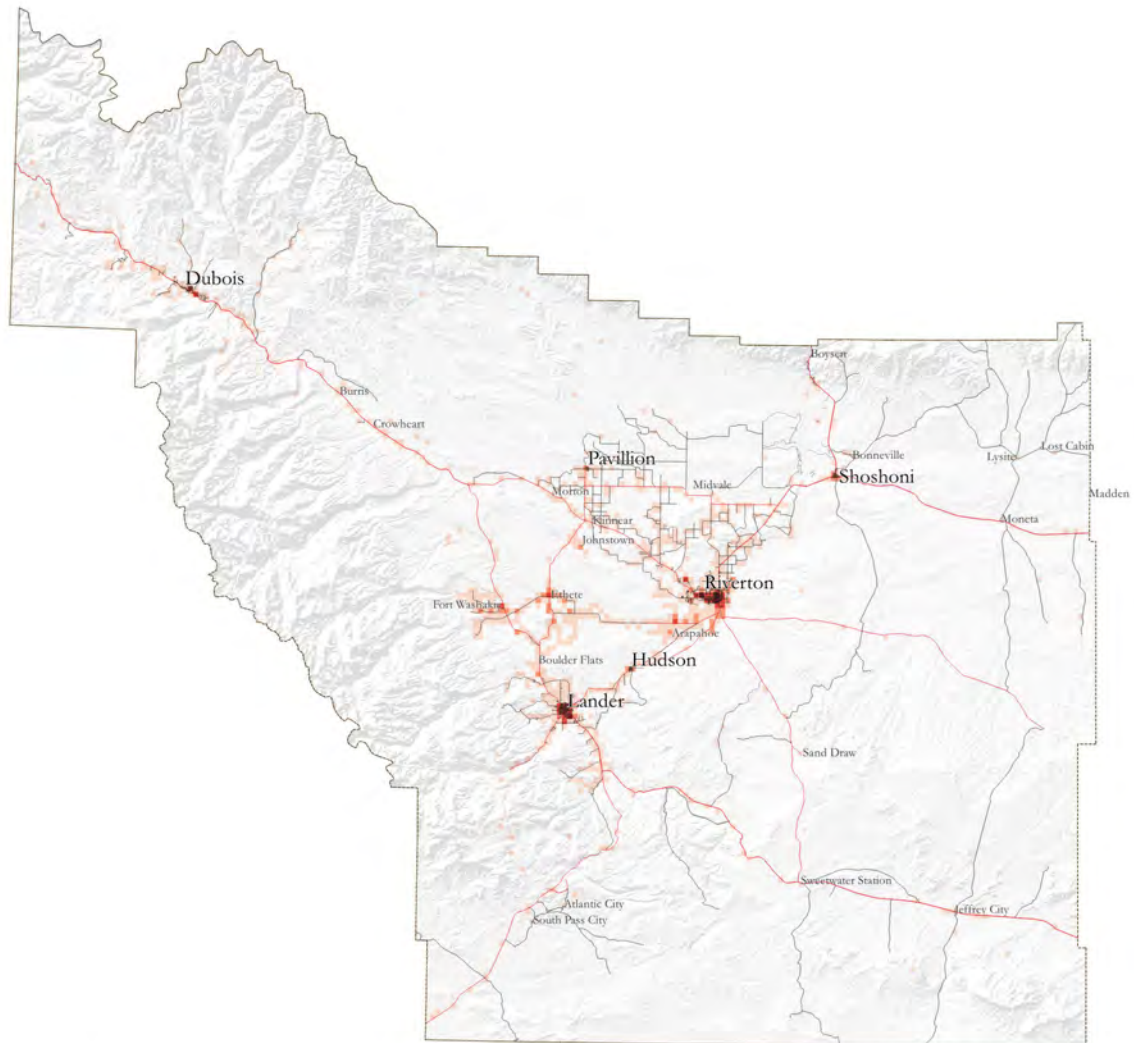 Dubois
Boysen
Burris
Crowheart
Lost Cabin
Bonneville
Lysite
Pavillion
Shoshoni
Midvale
Morton
Madden
Kinnear
Moneta
Johnstown
Riverton
Ethete
Fort Washakie
Arapahoe
Hudson
Boulder Flats
Lander
Sand Draw
Sweetwater Station
Atlantic City
Jeffrey City
South Pass City